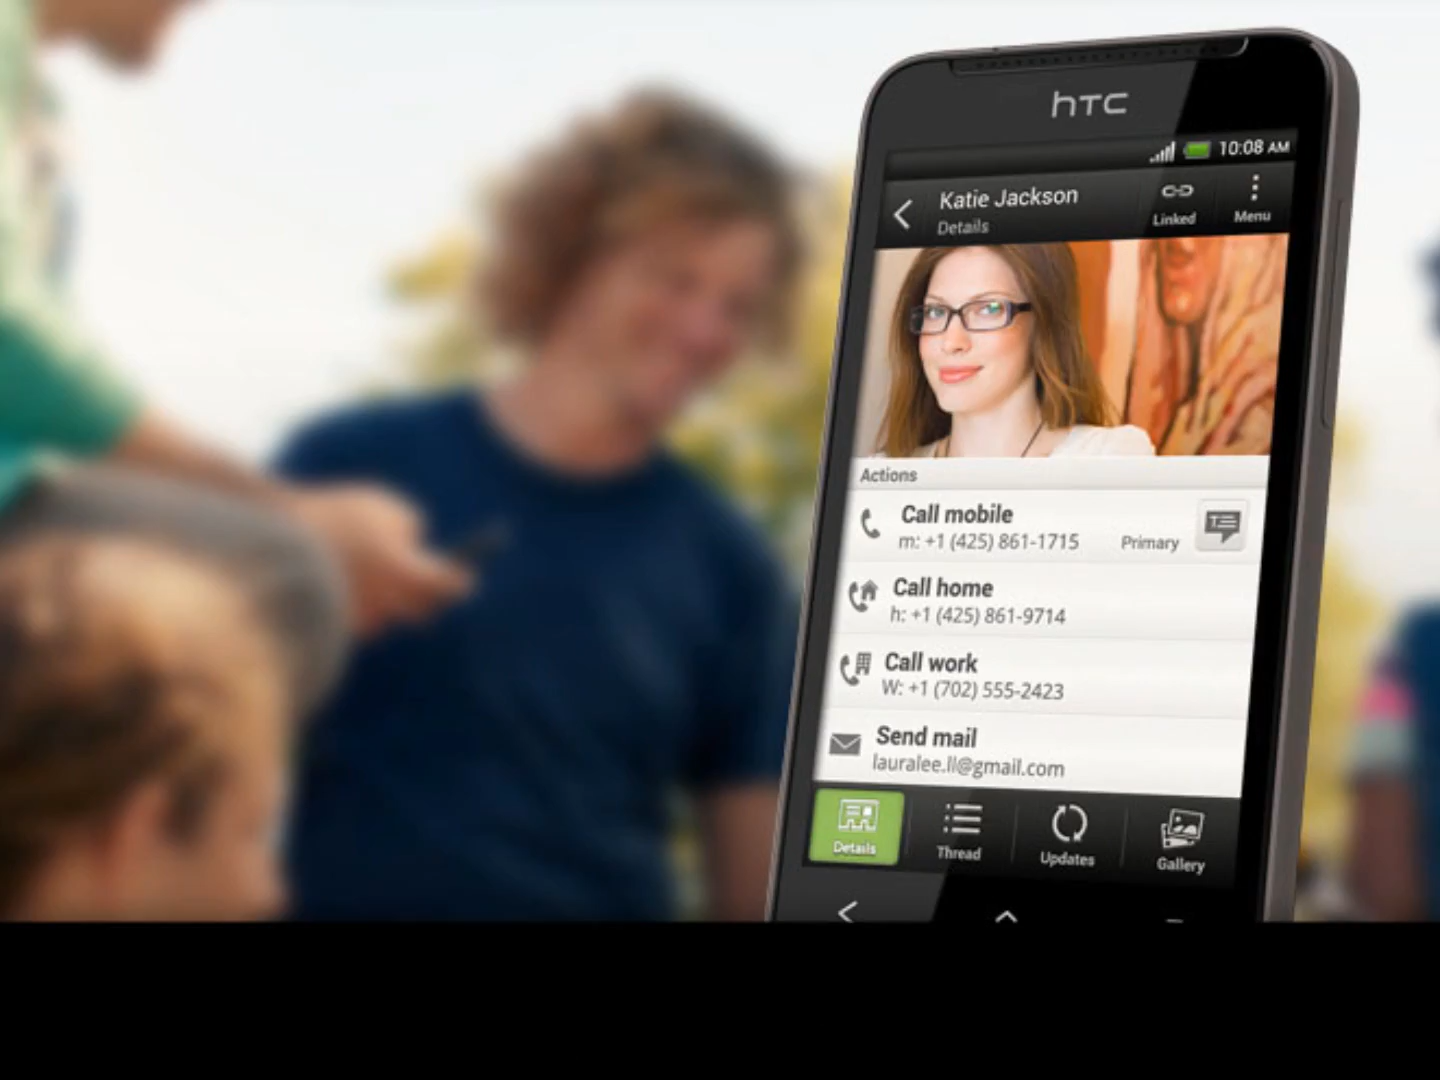 hTC
10:08 AM
Katie Jackson
Details
Linked
Menu
Actions
Call mobile
m: +1 (425) 861-1715
Primary
Call home
h: +1 (425) 861-9714
Call work
W: +1 (702) 555-2423
Send mail
lauralee.ll@gmail.com
Details
Thread
Updates
Gallery